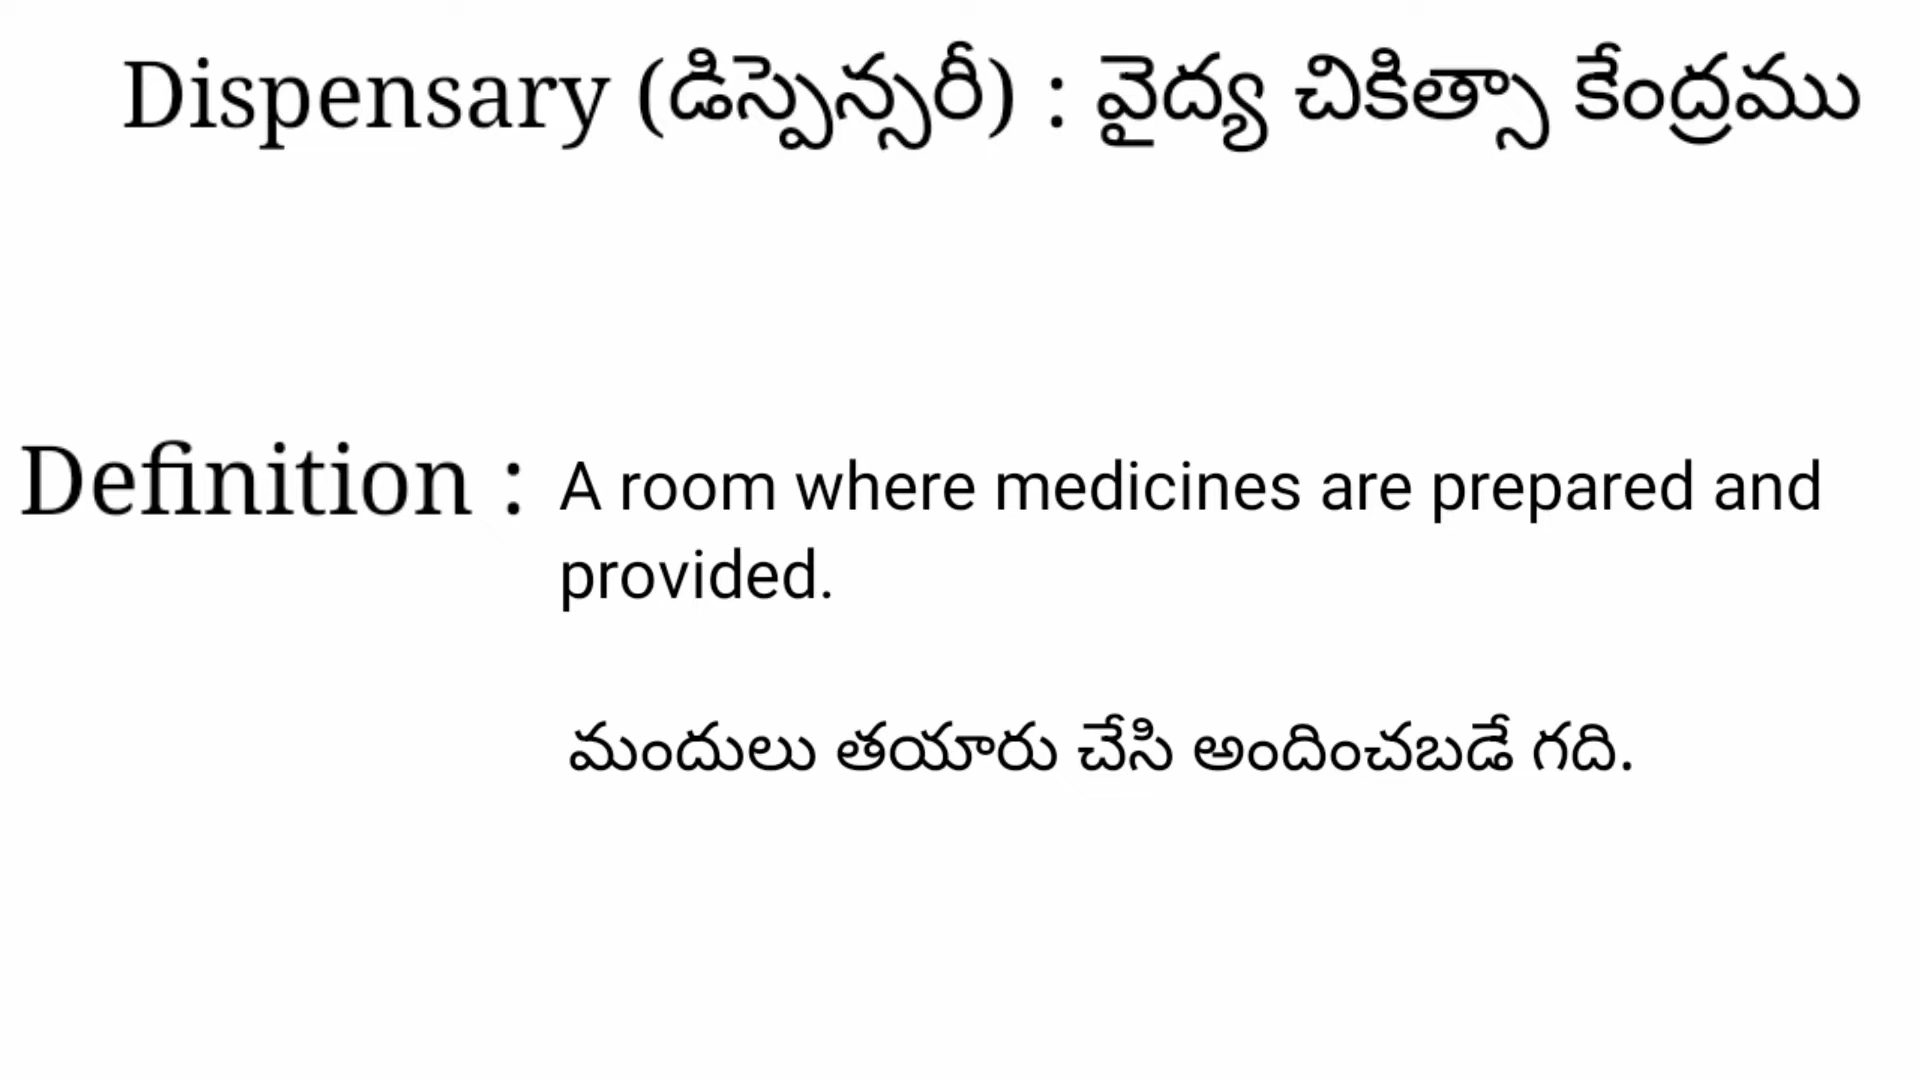 Dispensary (డిస్పెన్సరీ) : వైద్య చికిత్సా కేంద్రము
Definition : A room where medicines are prepared and
provided.
మందులు తయారు చేసి అందించబడే గది.